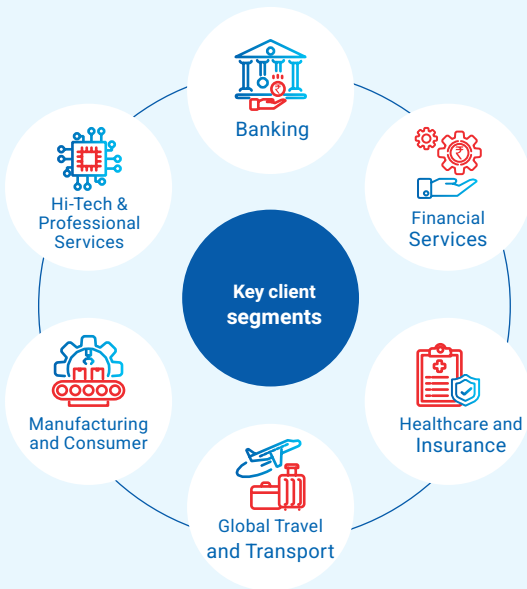 Banking
Financial
Services
Healthcare and
Insurance
Global Travel
and Transport
Manufacturing
and Consumer
Hi-Tech &
Professional
Services
Key client
segments